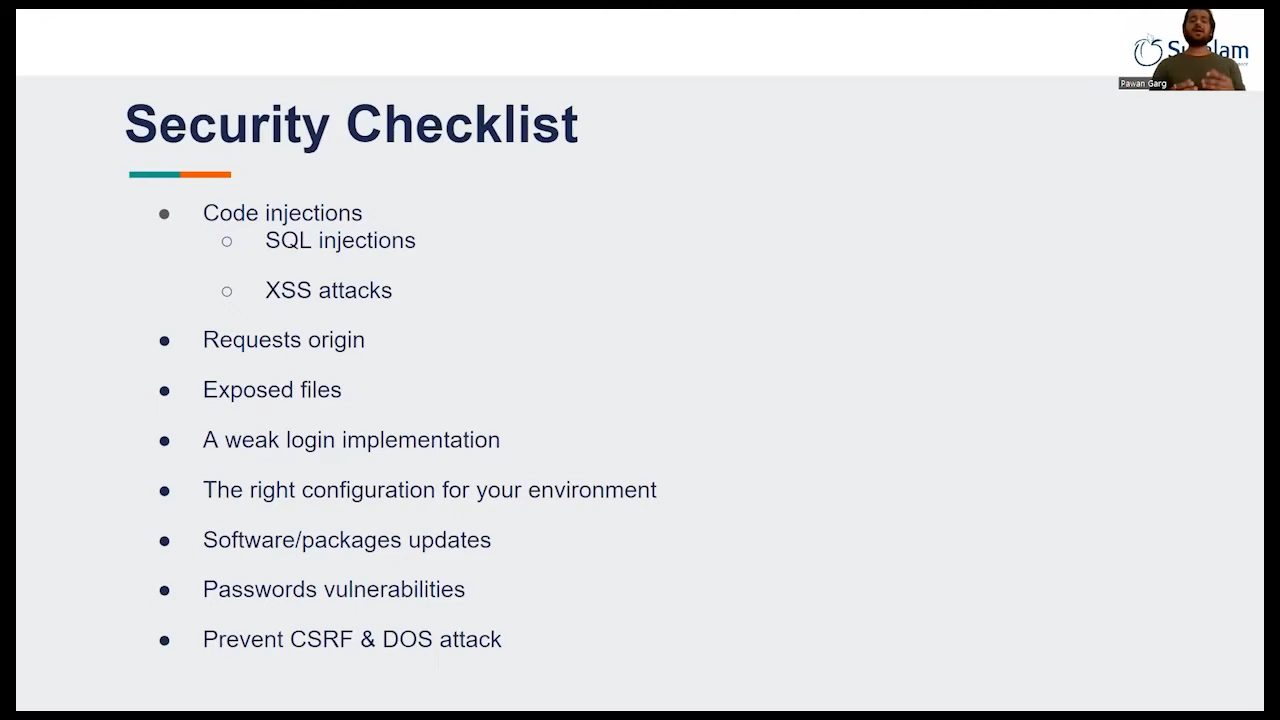 Pawan Garg
Security Checklist
Code injections
SQL injections
XSS attacks
Requests origin
Exposed files
A weak login implementation
The right configuration for your environment
Software/packages updates
Passwords vulnerabilities
Prevent CSRF & DOS attack